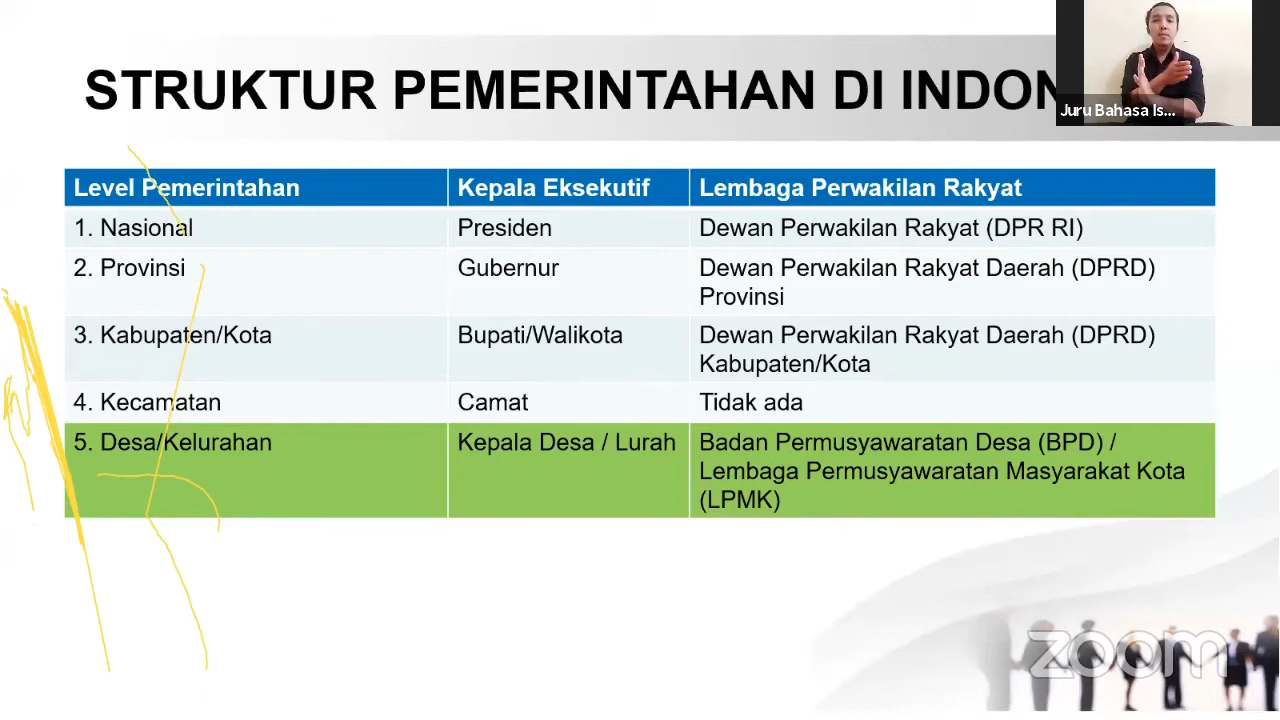 STRUKTUR PEMERINTAHAN DI INDON
Juru Bahasa Is...
Level Pemerintahan Kepala Eksekutif Lembaga Perwakilan Rakyat
1. Nasional Presiden Dewan Perwakilan Rakyat (DPR RI)
2. Provinsi Gubernur Dewan Perwakilan Rakyat Daerah (DPRD)
Provinsi
3. Kabupaten/Kota Bupati/Walikota Dewan Perwakilan Rakyat Daerah (DPRD)
Kabupaten/Kota
4. Kecamatan Camat Tidak ada
5. Desa/Kelurahan Kepala Desa / Lurah Badan Permusyawaratan Desa (BPD) /
Lembaga Permusyawaratan Masyarakat Kota
(LPMK)
zoom